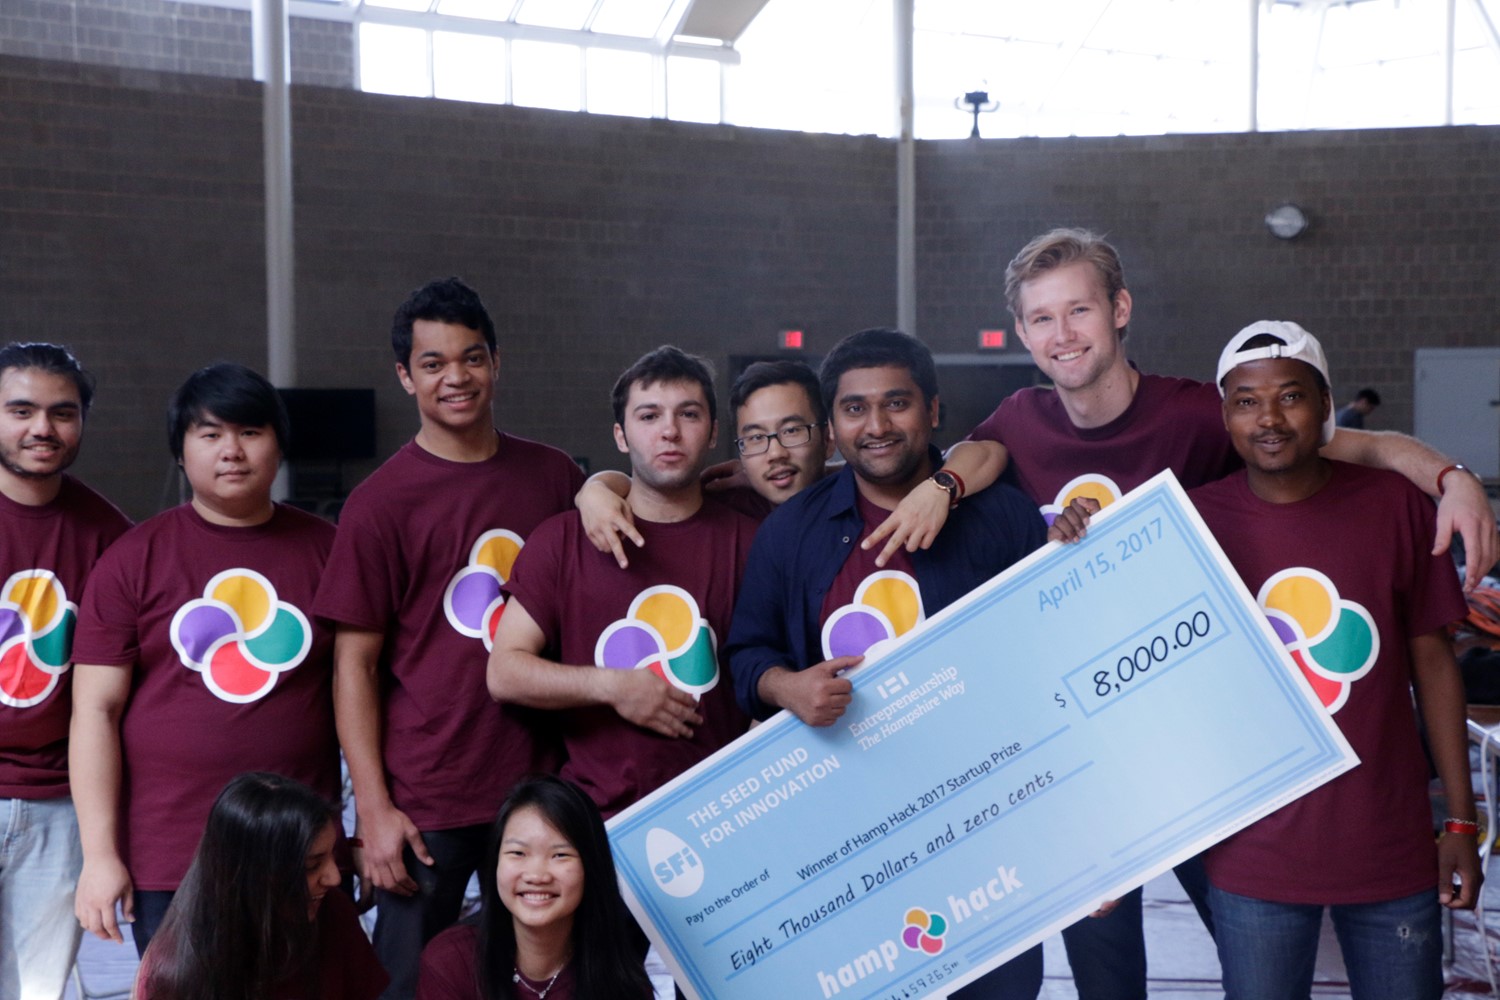 April 15, 2017
Entrepreneurship
The Hampshire Way
$ 8,000.00
THE SEED FUND
FOR INNOVATION
SFi
Pay to the Order of Winner of Hamp Hack 2017 Startup Prize
Eight Thousand Dollars and zero cents
hamp hack
59265
EXIT
EXIT